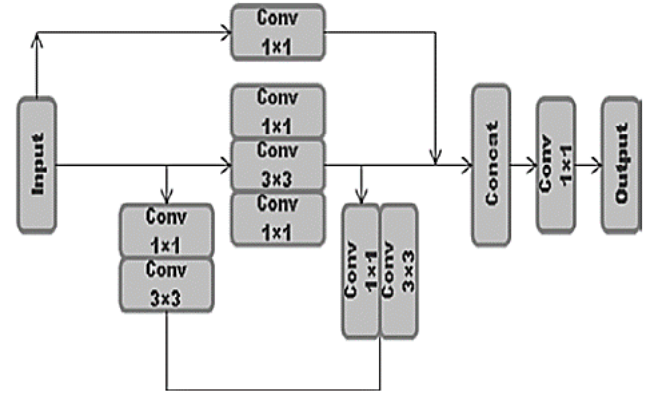 Conv
1×1
Input
Conv
1×1
Conv
3×3
Conv
1×1
Conv
1×1
Conv
3×3
Conv
1×1
Conv
3×3
Concat
Conv
1×1
Output